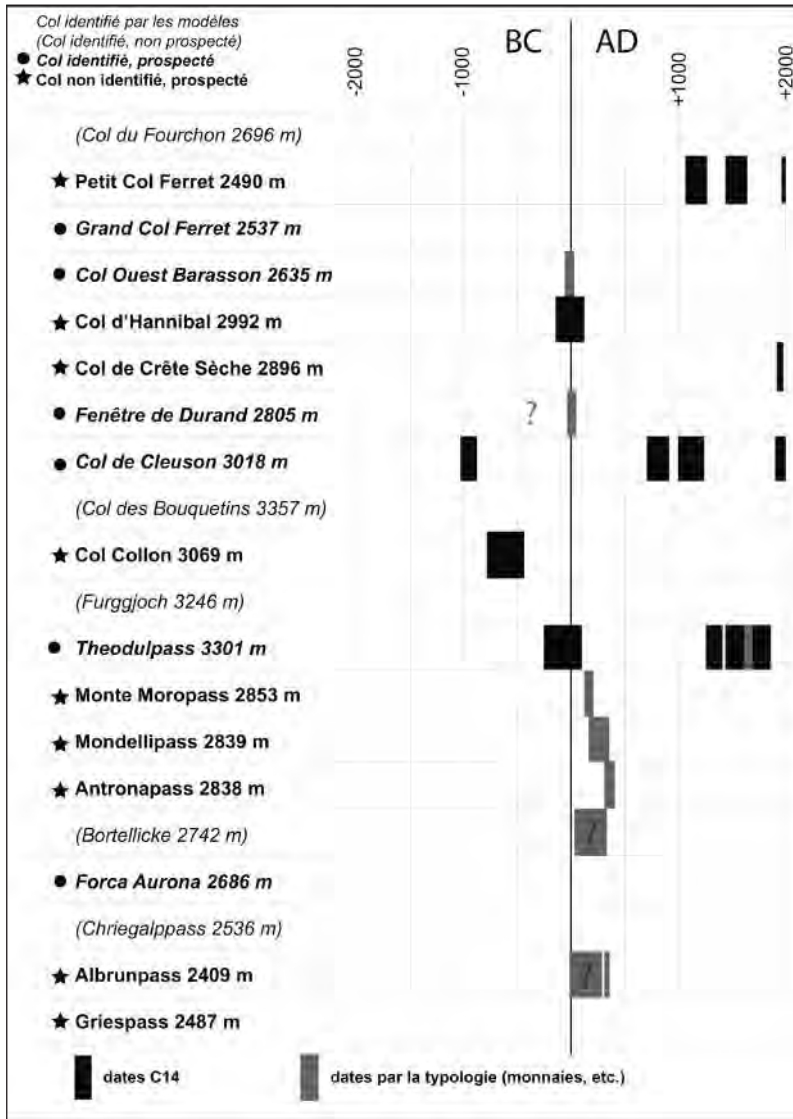 Col identifié par les modèles
(Col identifié, non prospecté)
● Col identifié, prospecté
★ Col non identifié, prospecté
-2000
-1000
BC
AD
+1000
+2000
(Col du Fourchon 2696 m)
★ Petit Col Ferret 2490 m
● Grand Col Ferret 2537 m
● Col Ouest Barasson 2635 m
★ Col d'Hannibal 2992 m
★ Col de Crête Sèche 2896 m
● Fenêtre de Durand 2805 m
?
● Col de Cleuson 3018 m
(Col des Bouquetins 3357 m)
★ Col Collon 3069 m
(Furggjoch 3246 m)
● Theodulpass 3301 m
★ Monte Moropass 2853 m
★ Mondellipass 2839 m
★ Antronapass 2838 m
(Bortellicke 2742 m)
?
● Forca Aurona 2686 m
(Chriegalppass 2536 m)
★ Albrunpass 2409 m
?
★ Griespass 2487 m
dates C14
dates par la typologie (monnaies, etc.)